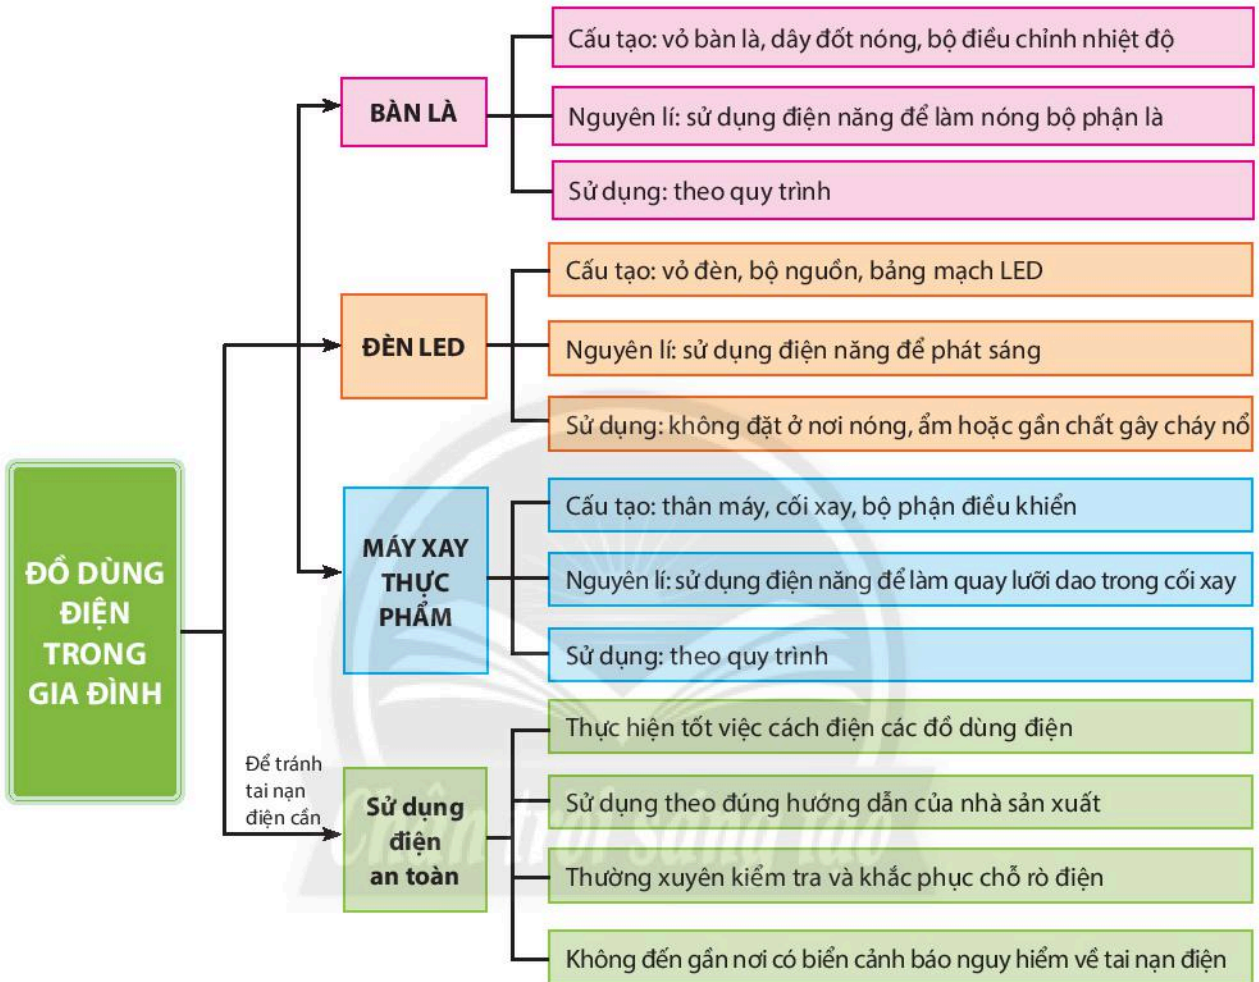 ĐỒ DÙNG
ĐIỆN
TRONG
GIA ĐÌNH
BÀN LÀ
Cấu tạo: vỏ bàn là, dây đốt nóng, bộ điều chỉnh nhiệt độ
Nguyên lí: sử dụng điện năng để làm nóng bộ phận là
Sử dụng: theo quy trình
ĐÈN LED
Cấu tạo: vỏ đèn, bộ nguồn, bảng mạch LED
Nguyên lí: sử dụng điện năng để phát sáng
Sử dụng: không đặt ở nơi nóng, ẩm hoặc gần chất gây cháy nổ
MÁY XAY
THỰC
PHẨM
Cấu tạo: thân máy, cối xay, bộ phận điều khiển
Nguyên lí: sử dụng điện năng để làm quay lưỡi dao trong cối xay
Sử dụng: theo quy trình
Để tránh
tai nạn
điện cần
Sử dụng
điện
an toàn
Thực hiện tốt việc cách điện các đồ dùng điện
Sử dụng theo đúng hướng dẫn của nhà sản xuất
Thường xuyên kiểm tra và khắc phục chỗ rò điện
Không đến gần nơi có biển cảnh báo nguy hiểm về tai nạn điện
Chân trời sáng tạo